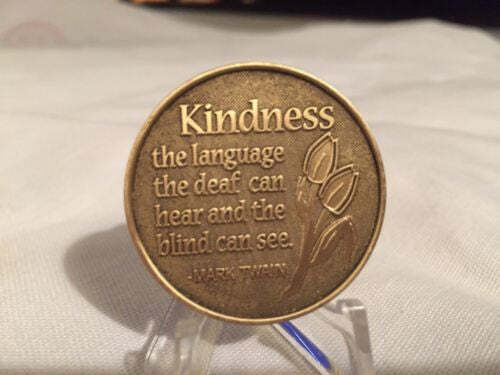 Kindness
the language
the deaf can
hear and the
blind can see.
-MARK TWAIN